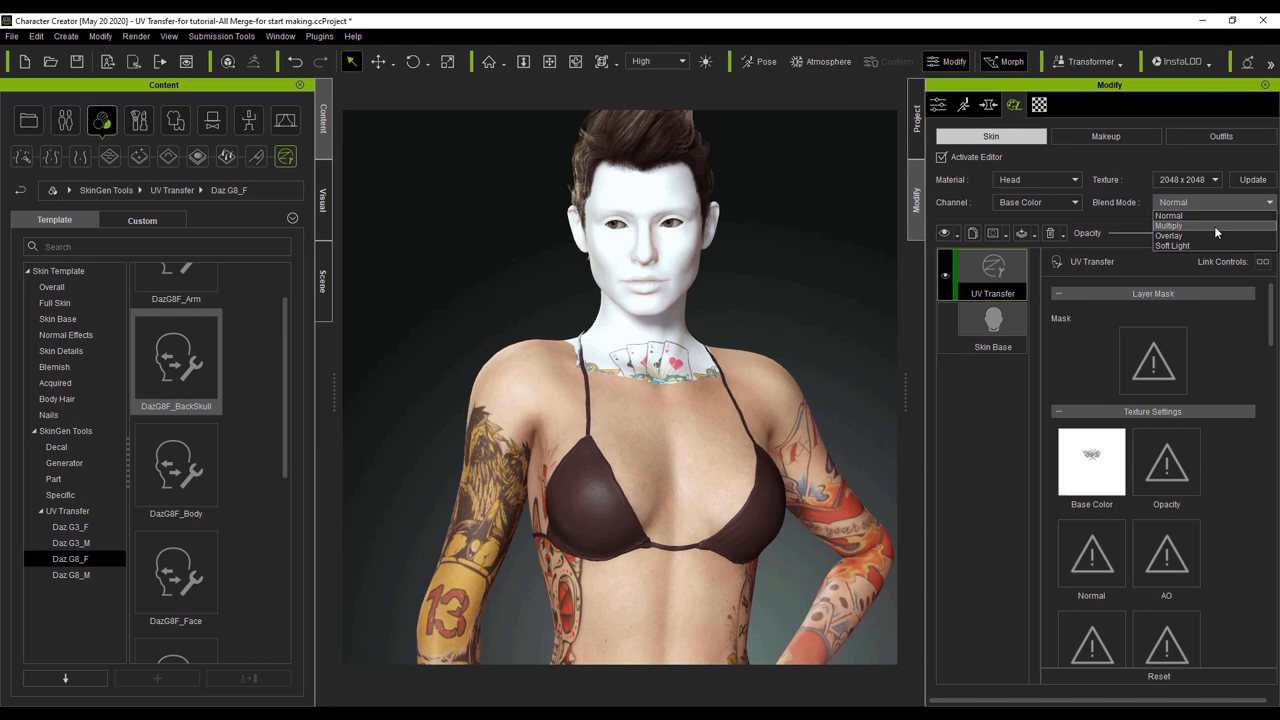 Character Creator [May 20 2020] - UV Transfer-for tutorial-All Merge-for start making.ccProject *
File Edit Create Modify Render View Submission Tools Window Plugins Help
High
Pose
Atmosphere
Conform
Modify
Morph
Transformer
InstaLOD
Content
Modify
Content
Visual
Scene
Project
Modify
SkinGen Tools
UV Transfer
Daz G8_F
Template
Custom
Search
Skin Template
Overall
Full Skin
Skin Base
Normal Effects
Skin Details
Blemish
Acquired
Body Hair
Nails
SkinGen Tools
Decal
Generator
Part
Specific
UV Transfer
Daz G3_F
Daz G3_M
Daz G8_F
Daz G8_M
DazG8F_Arm
DazG8F_BackSkull
DazG8F_Body
DazG8F_Face
13
Skin
Makeup
Outfits
Activate Editor
Material :
Head
Texture :
2048 x 2048
Update
Channel :
Base Color
Blend Mode :
Normal
Normal
Multiply
Overlay
Soft Light
Opacity
UV Transfer
Skin Base
UV Transfer
Link Controls:
Layer Mask
Mask
Texture Settings
Base Color
Opacity
Normal
AO
Reset